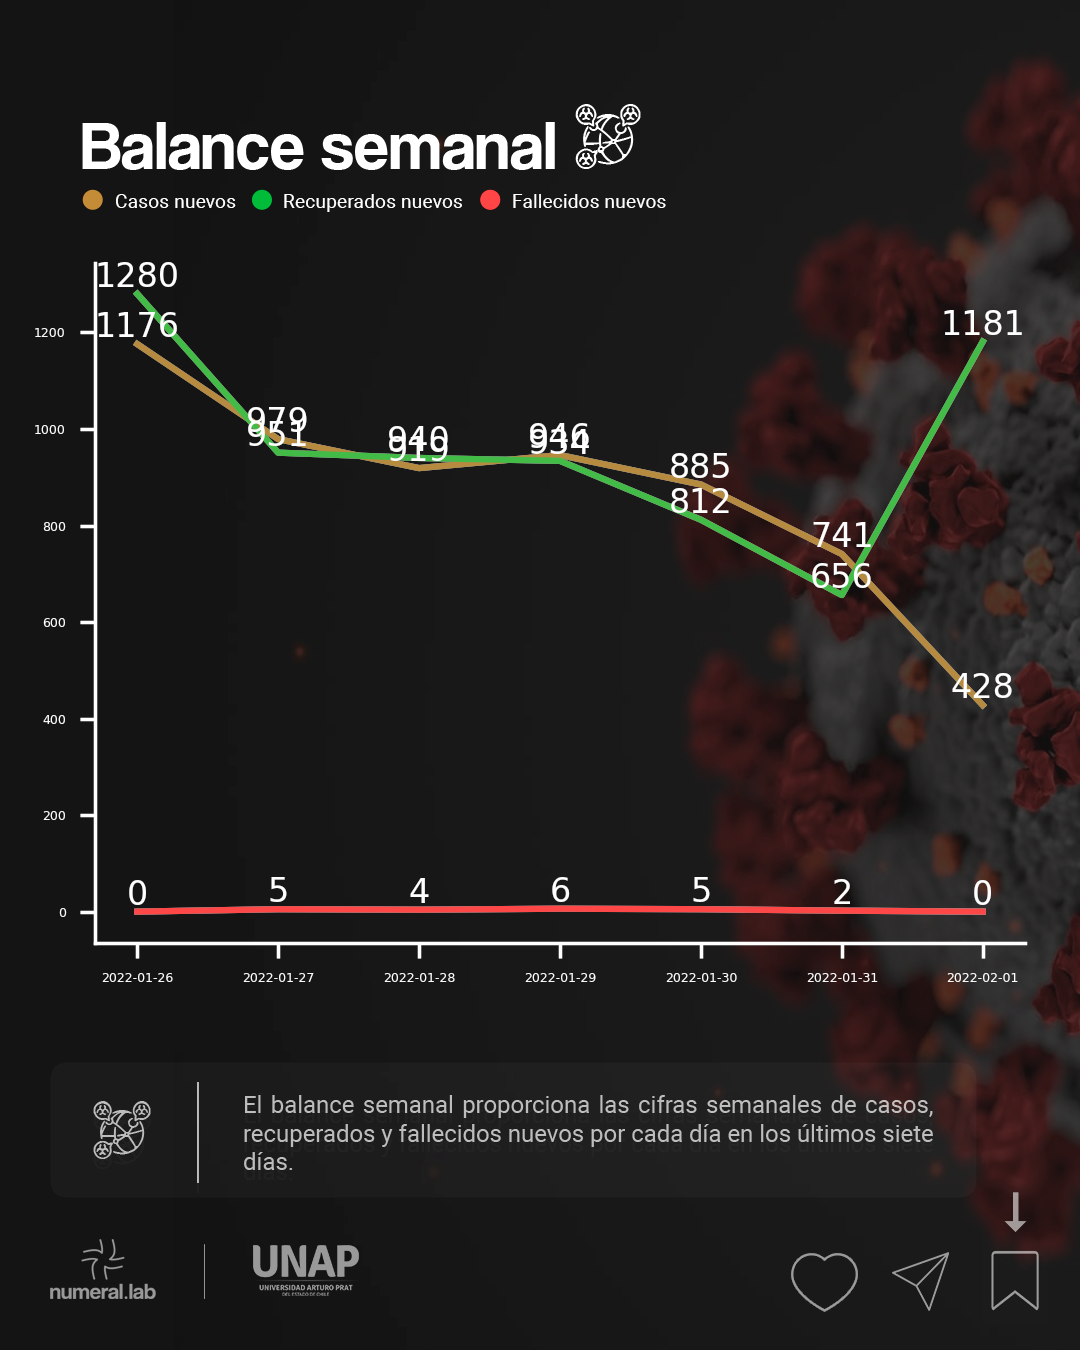 Balance semanal
Casos nuevos Recuperados nuevos Fallecidos nuevos
1280
1181
1200
1176
979
1000
951
940
919
946
934
885
812
800
741
656
600
428
400
200
0
0 5 4 6 5 2 0
2022-01-26 2022-01-27 2022-01-28 2022-01-29 2022-01-30 2022-01-31 2022-02-01
El balance semanal proporciona las cifras semanales de casos,
recuperados y fallecidos nuevos por cada día en los últimos siete
días.
numeral.lab
UNAP
UNIVERSIDAD ARTURO PRAT
DEL ESTADO DE CHILE